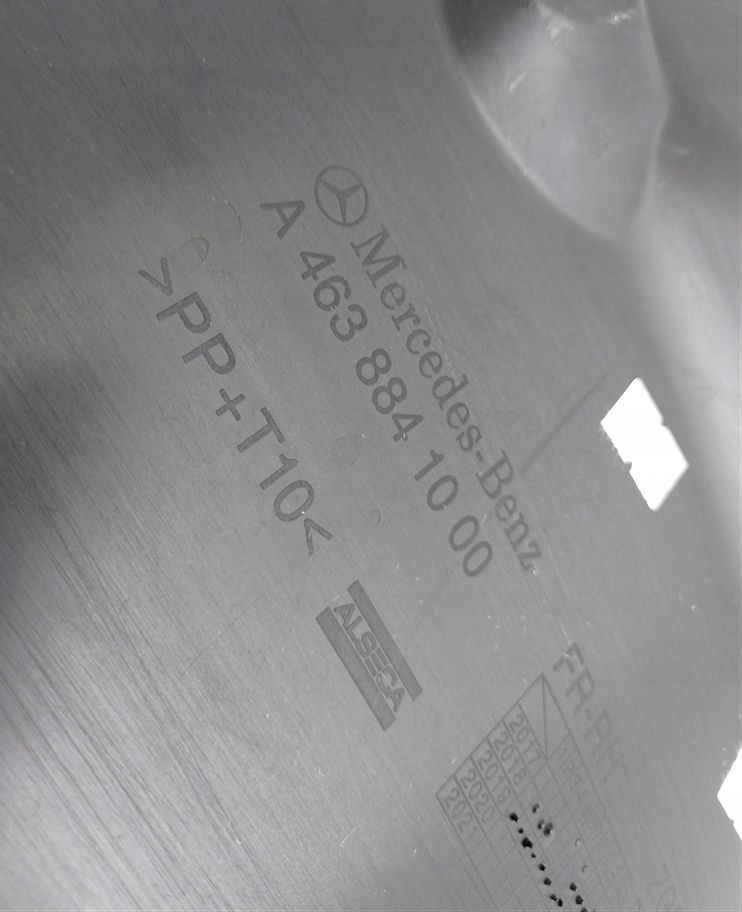 Mercedes-Benz
A 463 884 10 00
>PP+T10<
ALSECA
FR-RH
2017
2018
2019
2020
2021